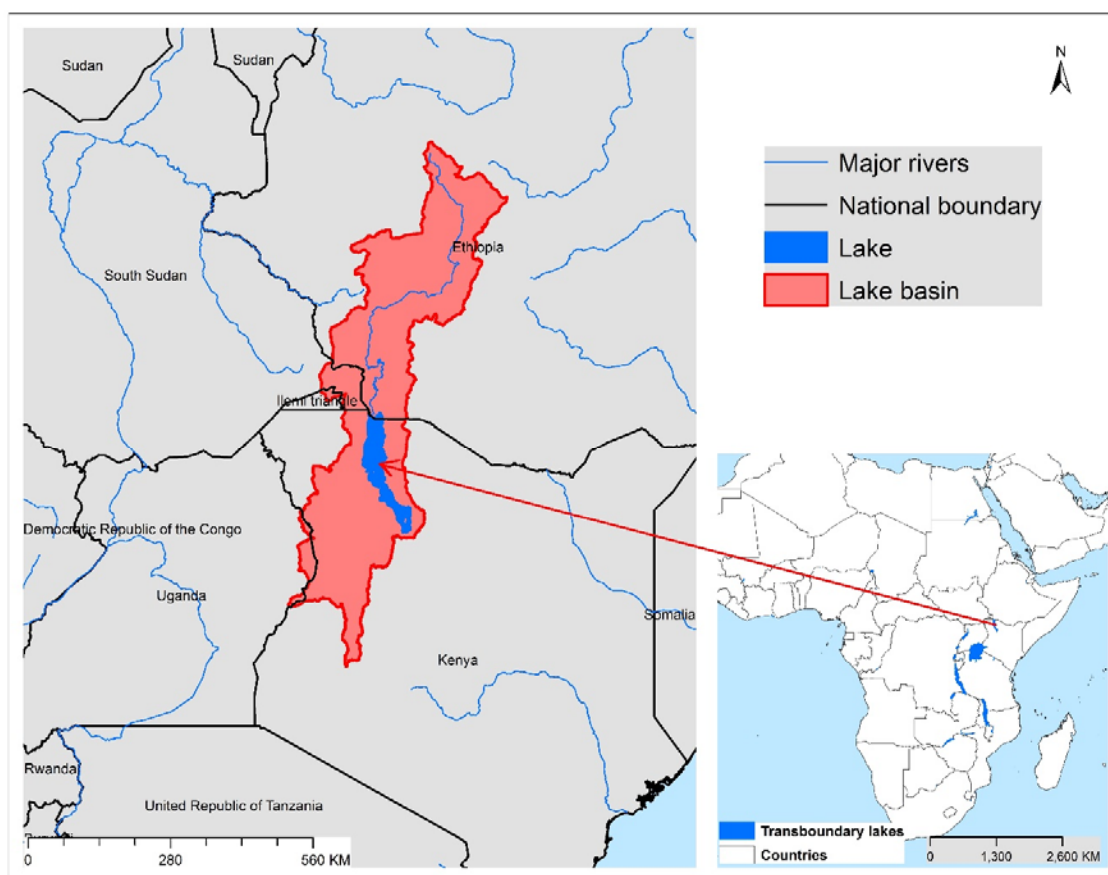 Sudan
Sudan
Ethiopia
South Sudan
Ilemi triangle
Democratic Republic of the Congo
Uganda
Somalia
Kenya
Rwanda
United Republic of Tanzania
0 280 560 KM
N
Major rivers
National boundary
Lake
Lake basin
Transboundary lakes
Countries
0 1,300 2,600 KM